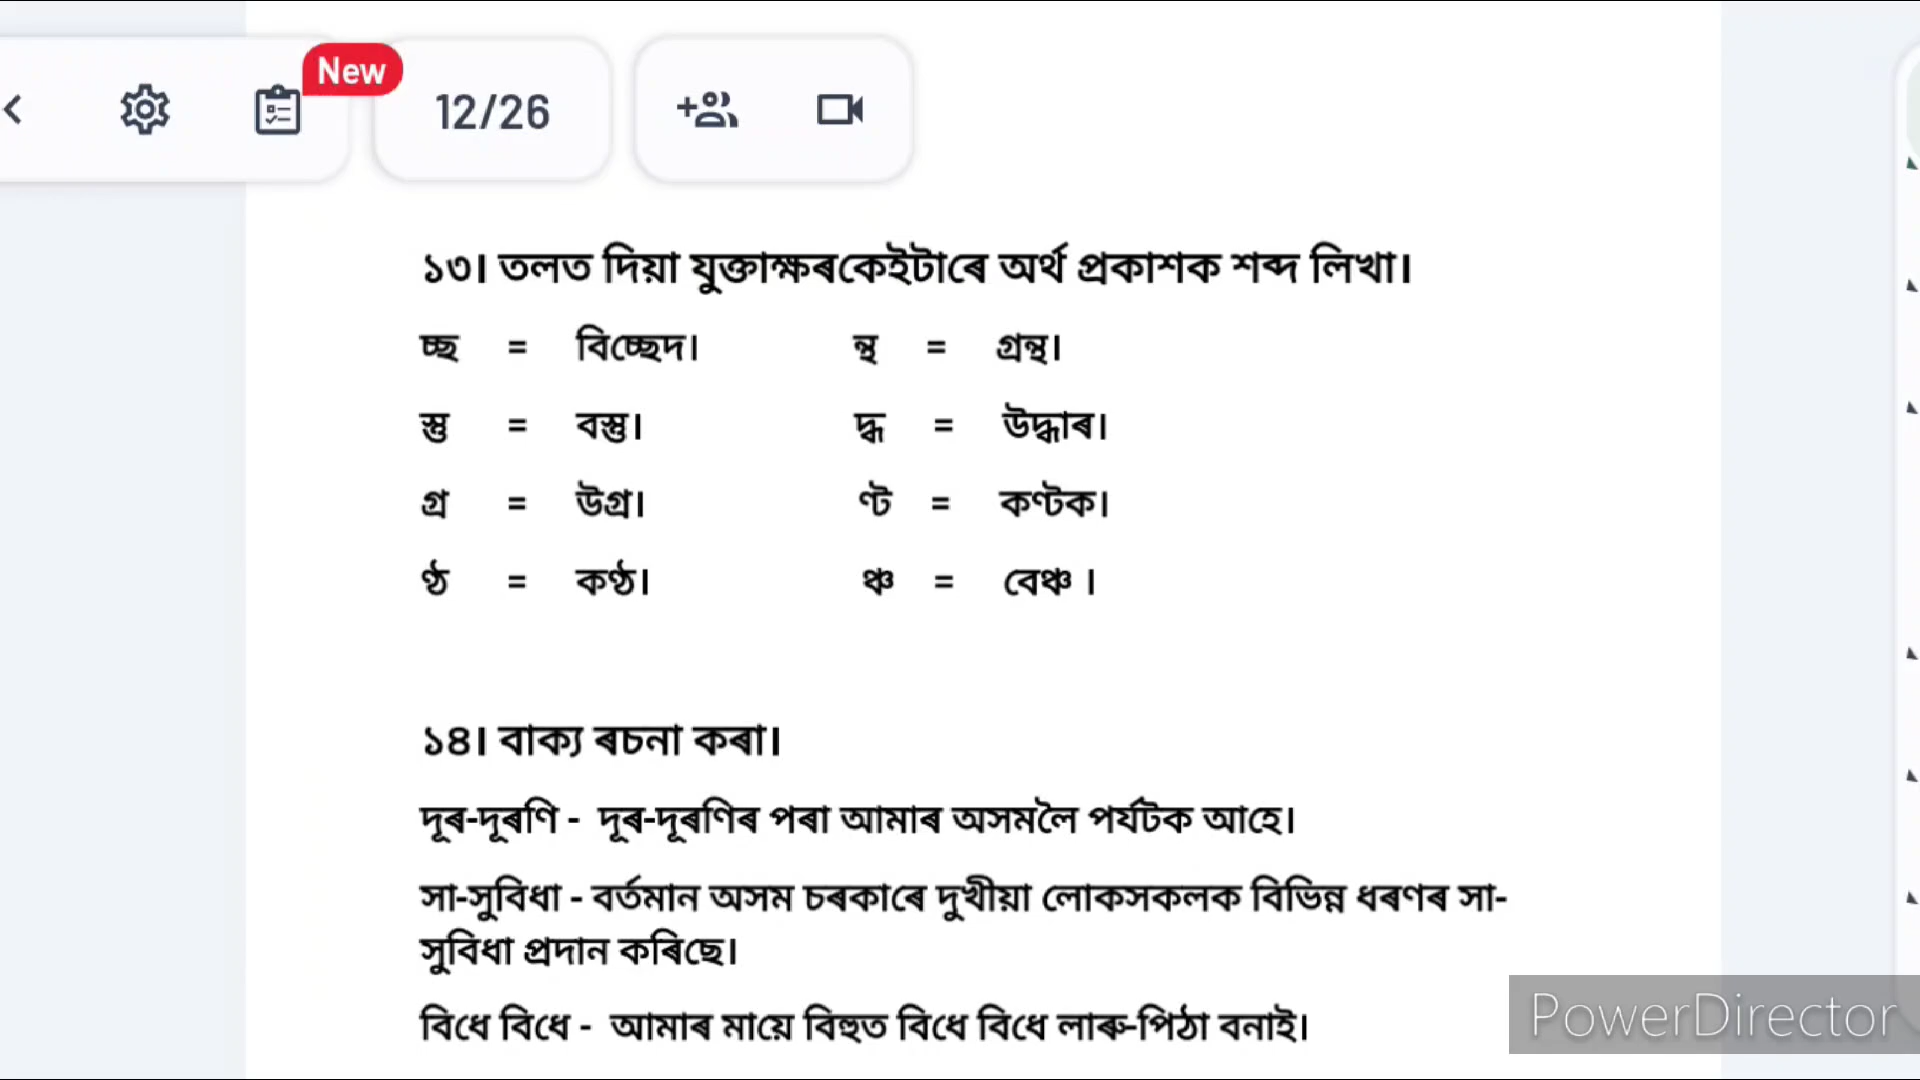 New
12/26
১৩। তলত দিয়া যুক্তাক্ষৰকেইটাৰে অৰ্থ প্ৰকাশক শব্দ লিখা।
চ্ছ = বিচ্ছেদ। ন্থ = গ্ৰন্থ।
স্তু = বস্তু। দ্ধ = উদ্ধাৰ।
গ্ৰ = উগ্ৰ। ণ্ট = কণ্টক।
ণ্ঠ = কণ্ঠ। ঞ্চ = বেঞ্চ ।
১৪। বাক্য ৰচনা কৰা।
দূৰ-দূৰণি - দূৰ-দূৰণিৰ পৰা আমাৰ অসমলৈ পৰ্যটক আহে।
সা-সুবিধা - বৰ্তমান অসম চৰকাৰে দুখীয়া লোকসকলক বিভিন্ন ধৰণৰ সা-
সুবিধা প্ৰদান কৰিছে।
বিধে বিধে - আমাৰ মায়ে বিহুত বিধে বিধে লাৰু-পিঠা বনাই।
PowerDirector